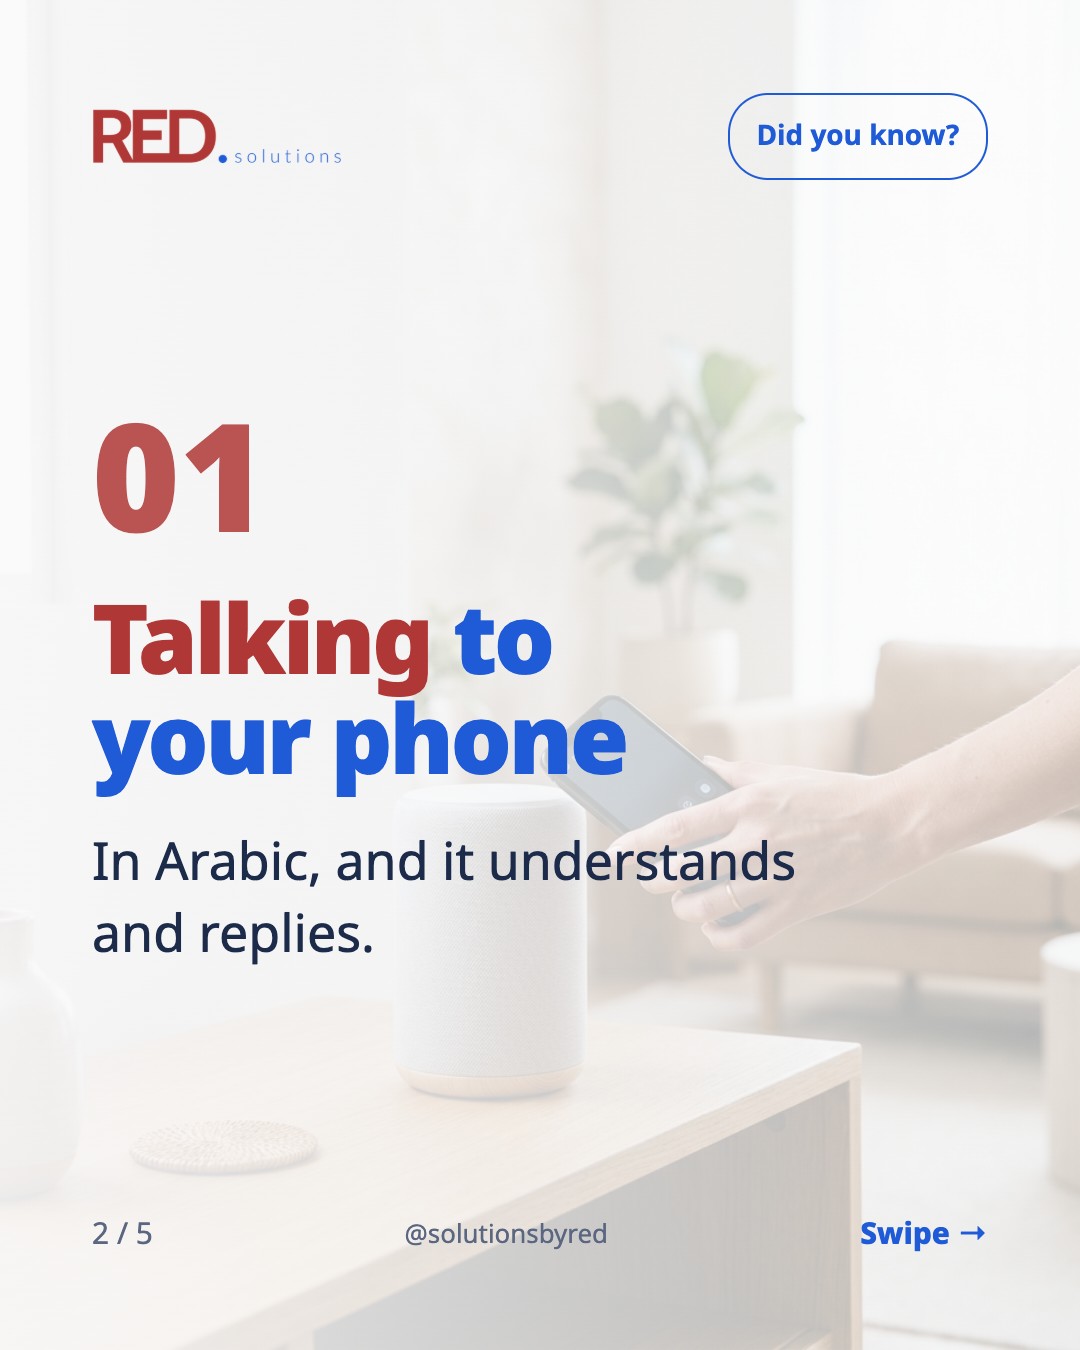 RED.solutions
Did you know?
01
Talking to
your phone
In Arabic, and it understands
and replies.
2 / 5
@solutionsbyred
Swipe →